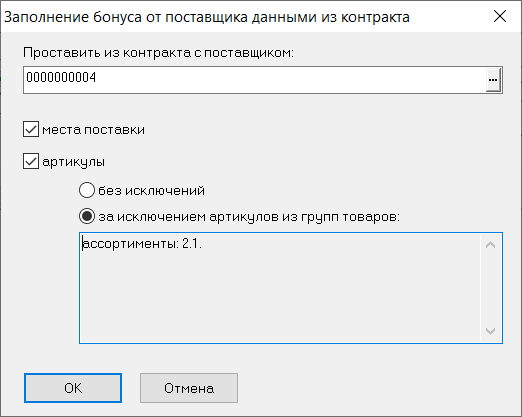 Заполнение бонуса от поставщика данными из контракта
Проставить из контракта с поставщиком:
0000000004
...
места поставки
артикулы
без исключений
за исключением артикулов из групп товаров:
ассортименты: 2.1.
ОК
Отмена